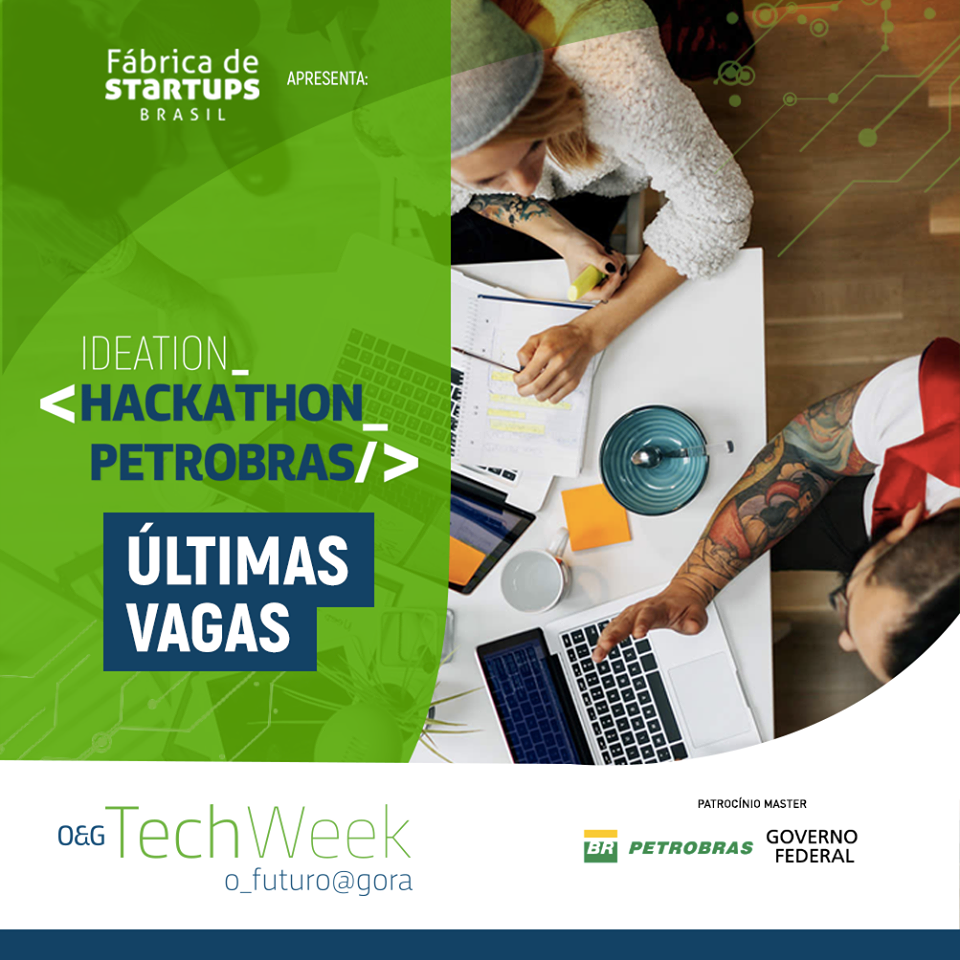 Fábrica de
STARTUPS
BRASIL
APRESENTA:
IDEATION_
<HACKATHON_
PETROBRAS/>
ÚLTIMAS
VAGAS
O&G TechWeek
o_futuro@gora
PATROCÍNIO MASTER
BR PETROBRAS
GOVERNO
FEDERAL